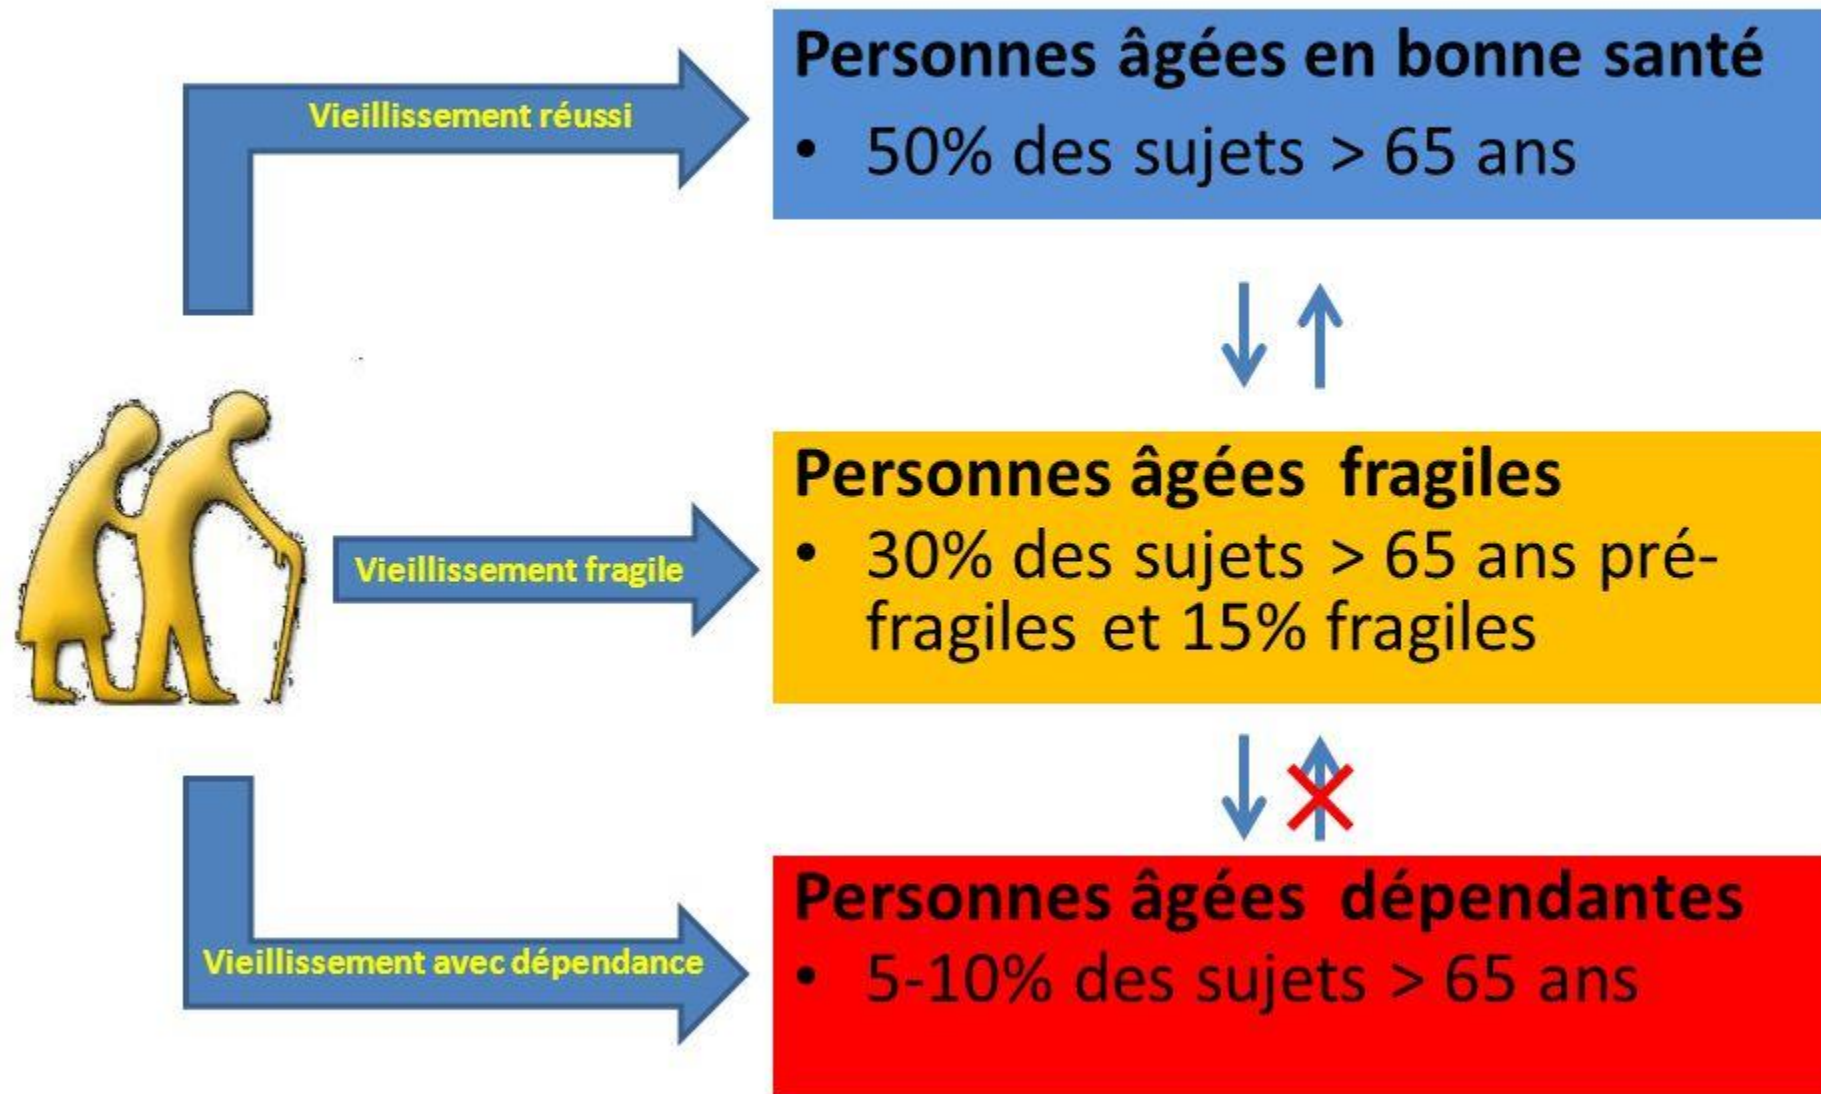 Personnes âgées en bonne santé
• 50% des sujets > 65 ans
Vieillissement réussi
Personnes âgées fragiles
• 30% des sujets > 65 ans pré-
fragiles et 15% fragiles
Vieillissement fragile
Personnes âgées dépendantes
• 5-10% des sujets > 65 ans
Vieillissement avec dépendance